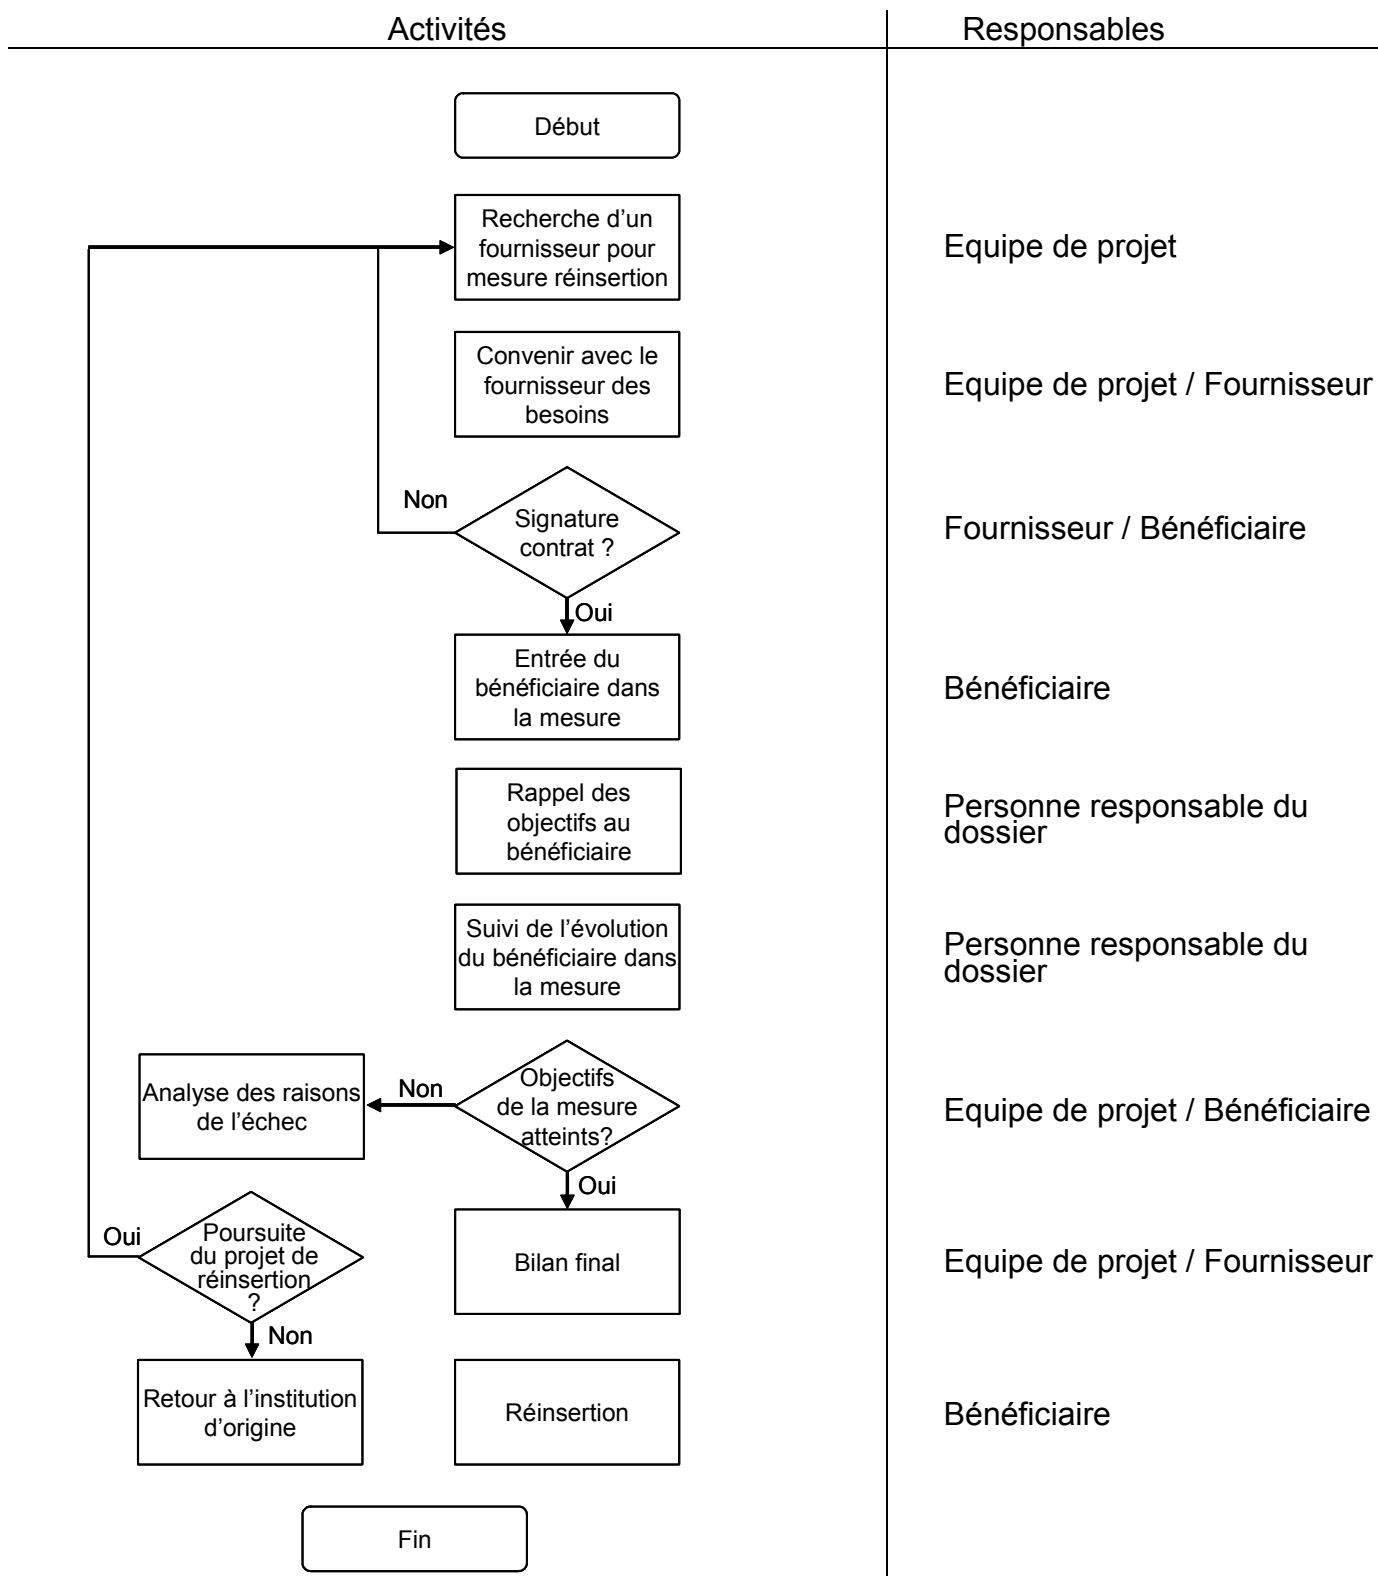 Activités
Responsables
Début
Recherche d’un
fournisseur pour
mesure réinsertion
Equipe de projet
Convenir avec le
fournisseur des
besoins
Equipe de projet / Fournisseur
Non
Signature
contrat ?
Fournisseur / Bénéficiaire
Oui
Entrée du
bénéficiaire dans
la mesure
Bénéficiaire
Rappel des
objectifs au
bénéficiaire
Personne responsable du
dossier
Suivi de l’évolution
du bénéficiaire dans
la mesure
Personne responsable du
dossier
Analyse des raisons
de l’échec
Non
Objectifs
de la mesure
atteints?
Equipe de projet / Bénéficiaire
Oui
Oui
Poursuite
du projet de
réinsertion
?
Bilan final
Equipe de projet / Fournisseur
Non
Retour à l’institution
d’origine
Réinsertion
Bénéficiaire
Fin